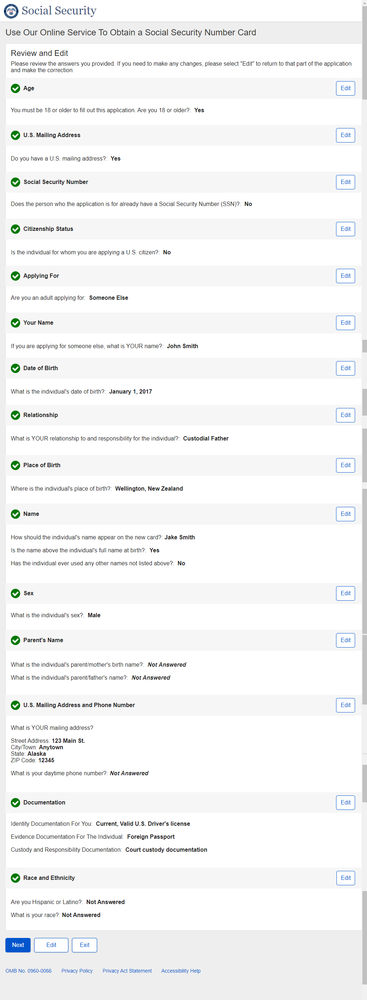 Social Security
Use Our Online Service To Obtain a Social Security Number Card
Review and Edit
Please review the answers you provided. If you need to make any changes, please select "Edit" to return to that part of the application
and make the correction.
Age Edit
You must be 18 or older to fill out this application. Are you 18 or older?: Yes
U.S. Mailing Address Edit
Do you have a U.S. mailing address?: Yes
Social Security Number Edit
Does the person who the application is for already have a Social Security Number (SSN)?: No
Citizenship Status Edit
Is the individual for whom you are applying a U.S. citizen?: No
Applying For Edit
Are you an adult applying for: Someone Else
Your Name Edit
If you are applying for someone else, what is YOUR name?: John Smith
Date of Birth Edit
What is the individual's date of birth?: January 1, 2017
Relationship Edit
What is YOUR relationship to and responsibility for the individual?: Custodial Father
Place of Birth Edit
Where is the individual's place of birth?: Wellington, New Zealand
Name Edit
How should the individual's name appear on the new card?: Jake Smith
Is the name above the individual's full name at birth?: Yes
Has the individual ever used any other names not listed above?: No
Sex Edit
What is the individual's sex?: Male
Parent's Name Edit
What is the individual's parent/mother's birth name?: Not Answered
What is the individual's parent/father's name?: Not Answered
U.S. Mailing Address and Phone Number Edit
What is YOUR mailing address?
Street Address: 123 Main St.
City/Town: Anytown
State: Alaska
ZIP Code: 12345
What is your daytime phone number?: Not Answered
Documentation Edit
Identity Documentation For You: Current, Valid U.S. Driver's license
Evidence Documentation For The Individual: Foreign Passport
Custody and Responsibility Documentation: Court custody documentation
Race and Ethnicity Edit
Are you Hispanic or Latino?: Not Answered
What is your race?: Not Answered
Next Edit Exit
OMB No. 0960-0066 Privacy Policy Privacy Act Statement Accessibility Help